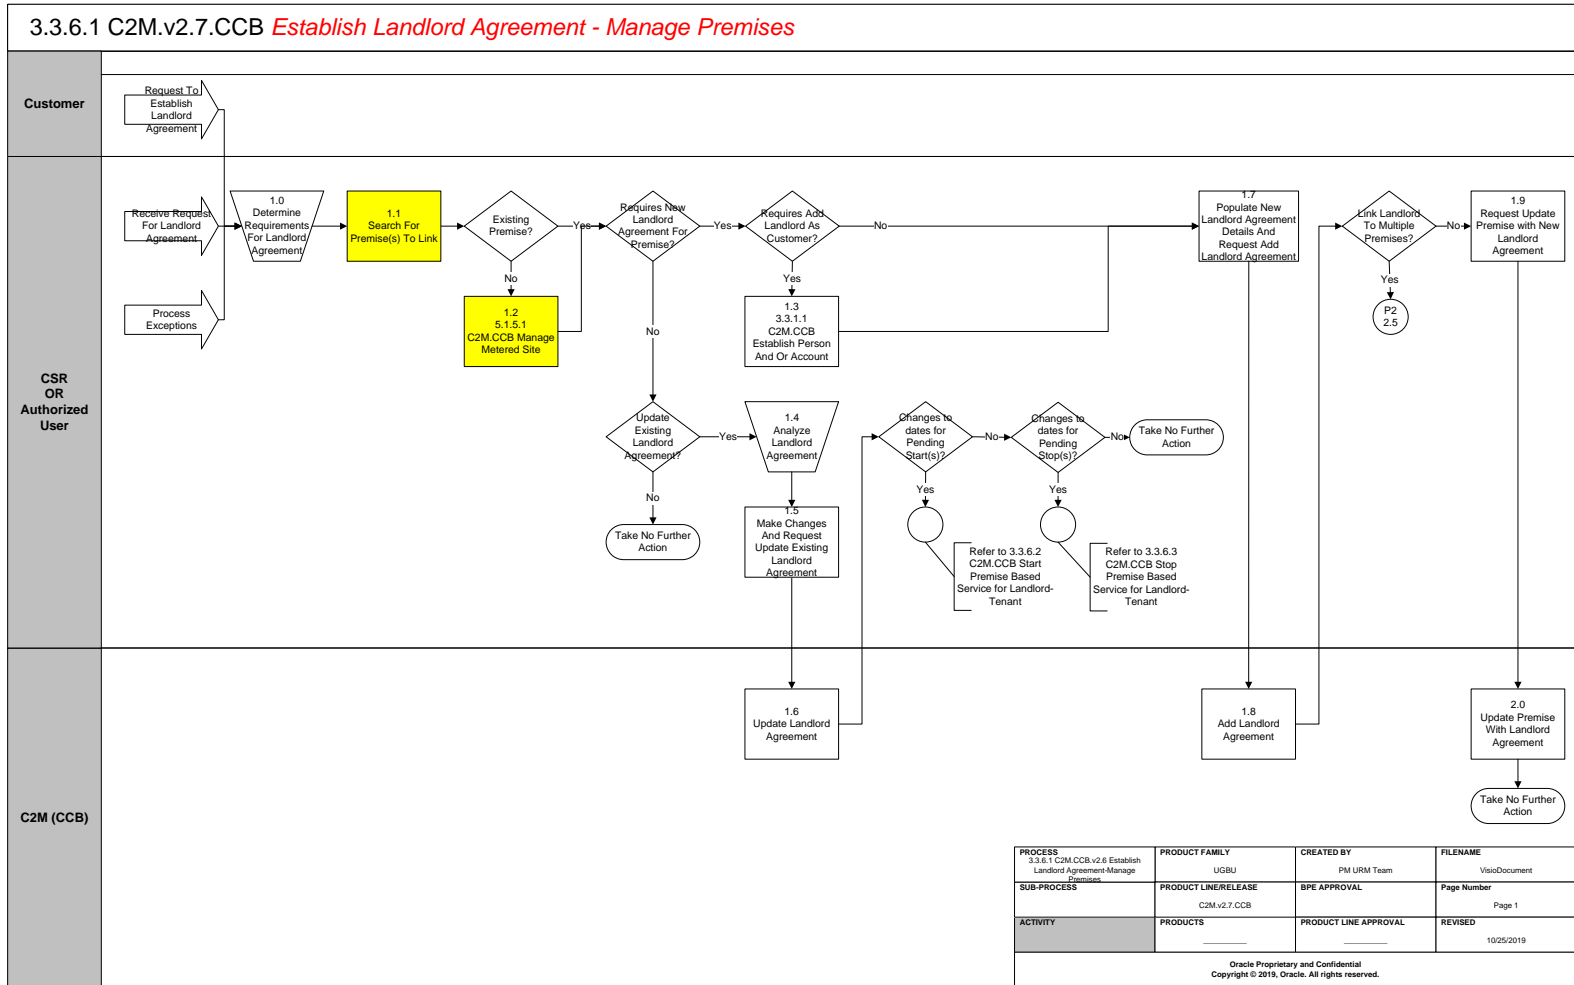 3.3.6.1 C2M.v2.7.CCB Establish Landlord Agreement - Manage Premises
Customer
Request To
Establish
Landlord
Agreement
CSR
OR
Authorized
User
Receive Request
For Landlord
Agreement
Process
Exceptions
1.0
Determine
Requirements
For Landlord
Agreement
1.1
Search For
Premise(s) To Link
Existing
Premise?
Yes
No
1.2
5.1.5.1
C2M.CCB Manage
Metered Site
Requires New
Landlord
Agreement For
Premise?
Yes
No
Requires Add
Landlord As
Customer?
No
Yes
1.3
3.3.1.1
C2M.CCB
Establish Person
And Or Account
1.7
Populate New
Landlord Agreement
Details And
Request Add
Landlord Agreement
Link Landlord
To Multiple
Premises?
No
Yes
P2
2.5
1.9
Request Update
Premise with New
Landlord
Agreement
Update
Existing
Landlord
Agreement?
Yes
No
Take No Further
Action
1.4
Analyze
Landlord
Agreement
1.5
Make Changes
And Request
Update Existing
Landlord
Agreement
Changes to
dates for
Pending
Start(s)?
No
Yes
Refer to 3.3.6.2
C2M.CCB Start
Premise Based
Service for Landlord-
Tenant
Changes to
dates for
Pending
Stop(s)?
No
Yes
Refer to 3.3.6.3
C2M.CCB Stop
Premise Based
Service for Landlord-
Tenant
Take No Further
Action
C2M (CCB)
1.6
Update Landlord
Agreement
1.8
Add Landlord
Agreement
2.0
Update Premise
With Landlord
Agreement
Take No Further
Action
PROCESS
3.3.6.1 C2M.CCB.v2.6 Establish
Landlord Agreement-Manage
Premises
PRODUCT FAMILY
UGBU
CREATED BY
PM URM Team
FILENAME
VisioDocument
SUB-PROCESS
PRODUCT LINE/RELEASE
C2M.v2.7.CCB
BPE APPROVAL
Page Number
Page 1
ACTIVITY
PRODUCTS
PRODUCT LINE APPROVAL
REVISED
10/25/2019
Oracle Proprietary and Confidential
Copyright © 2019, Oracle. All rights reserved.